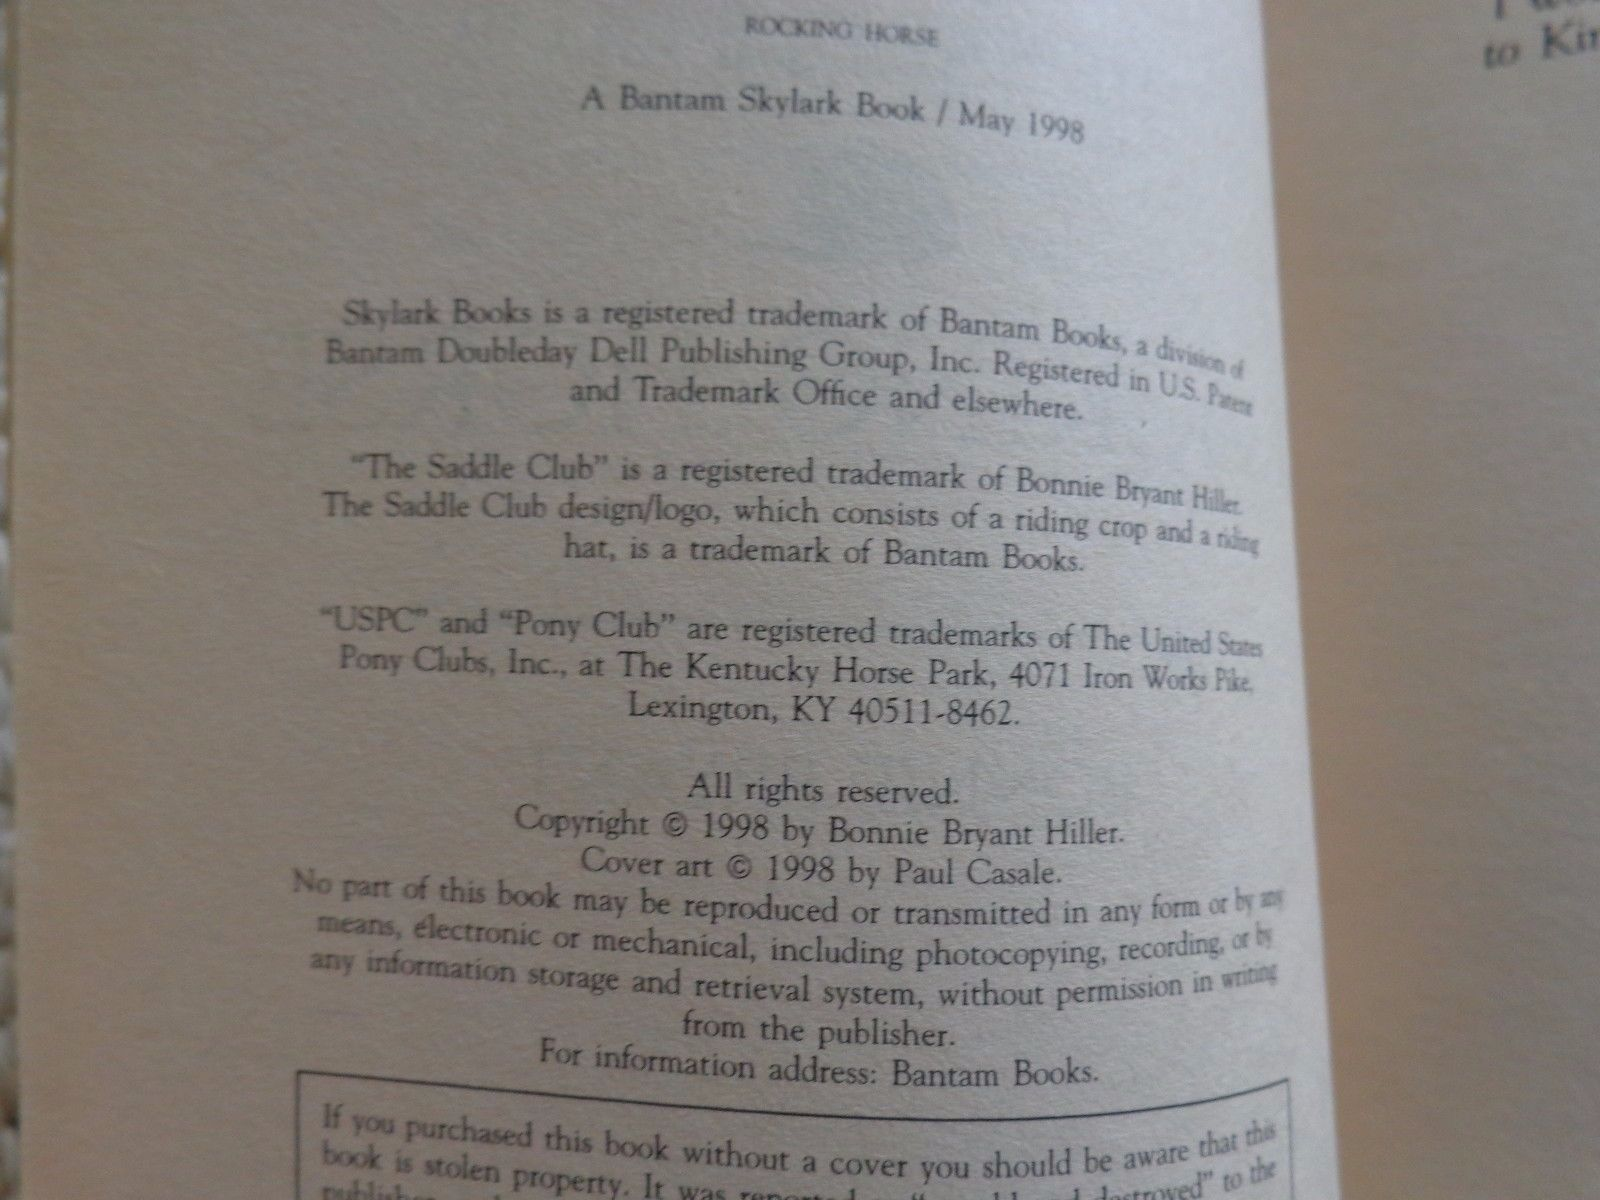 ROCKING HORSE
A Bantam Skylark Book / May 1998
Skylark Books is a registered trademark of Bantam Books, a division of
Bantam Doubleday Dell Publishing Group, Inc. Registered in U.S. Patent
and Trademark Office and elsewhere.
“The Saddle Club” is a registered trademark of Bonnie Bryant Hiller.
The Saddle Club design/logo, which consists of a riding crop and a riding
hat, is a trademark of Bantam Books.
“USPC” and “Pony Club” are registered trademarks of The United States
Pony Clubs, Inc., at The Kentucky Horse Park, 4071 Iron Works Pike,
Lexington, KY 40511-8462.
All rights reserved.
Copyright © 1998 by Bonnie Bryant Hiller.
Cover art © 1998 by Paul Casale.
No part of this book may be reproduced or transmitted in any form or by any
means, electronic or mechanical, including photocopying, recording, or by
any information storage and retrieval system, without permission in writing
from the publisher.
For information address: Bantam Books.
If you purchased this book without a cover you should be aware that this
book is stolen property. It was reported destroyed” to the
to